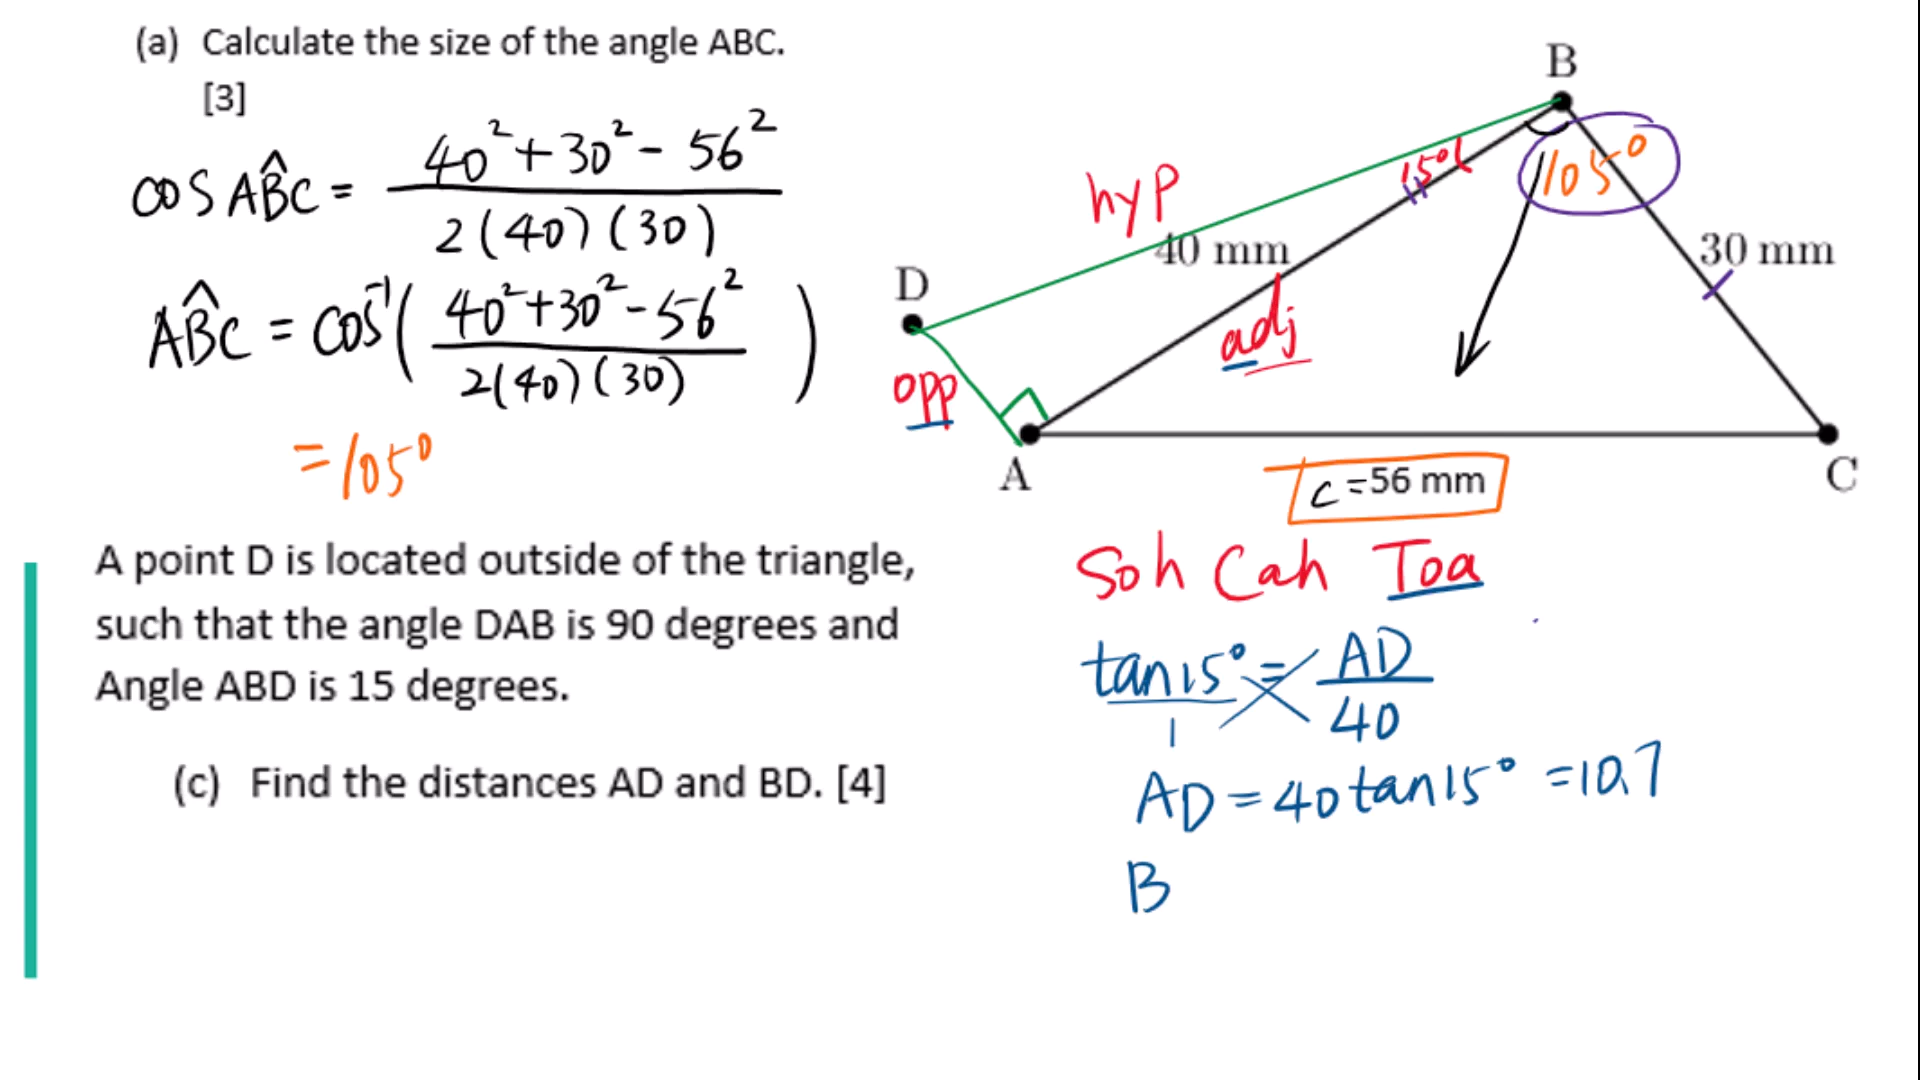 (a) Calculate the size of the angle ABC.
[3]
cos AB̂C = (40² + 30² - 56²) / 2(40)(30)
AB̂C = cos⁻¹( (40² + 30² - 56²) / 2(40)(30) )
= 105°
A point D is located outside of the triangle,
such that the angle DAB is 90 degrees and
Angle ABD is 15 degrees.
(c) Find the distances AD and BD. [4]
B
105°
15°
hyp
40 mm
30 mm
D
adj
opp
A
c = 56 mm
C
Soh Cah Toa
tan15° / 1 = AD / 40
AD = 40 tan15° = 10.7
B